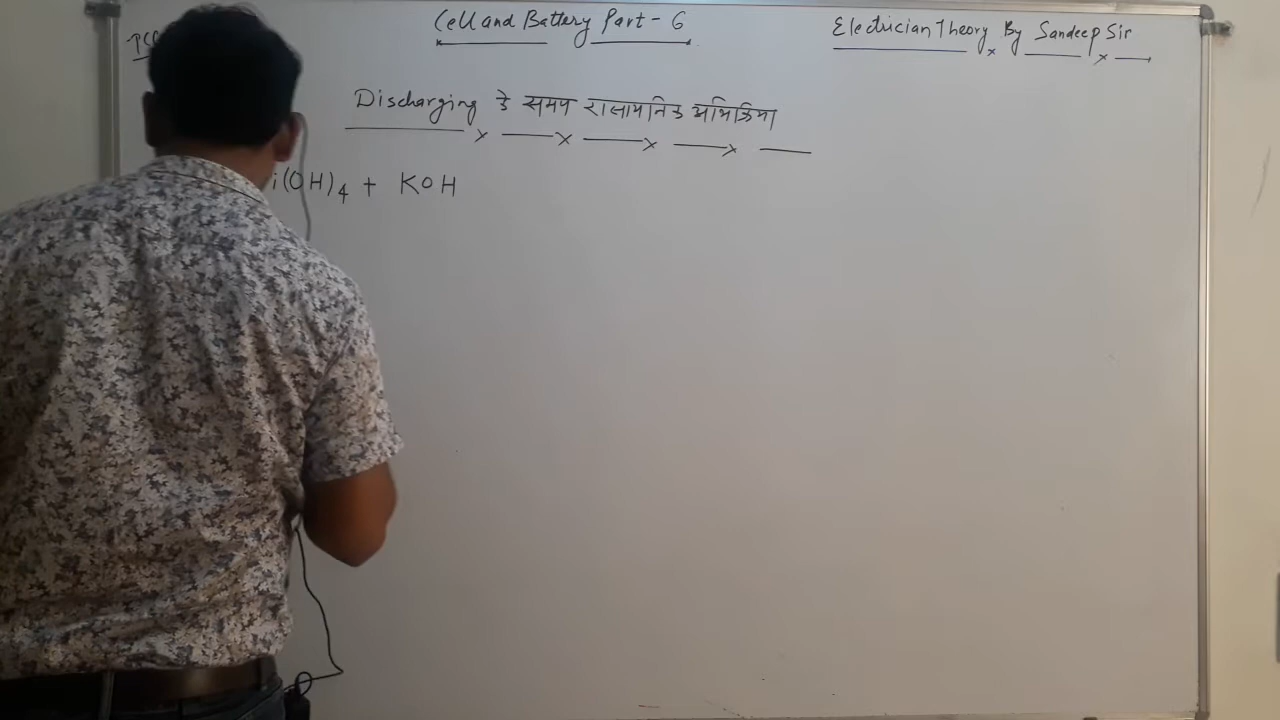 Cell and Battery Part - 6
Electrician Theory By Sandeep Sir
Discharging के समय रासायनिक अभिक्रिया
i(OH)4 + KOH